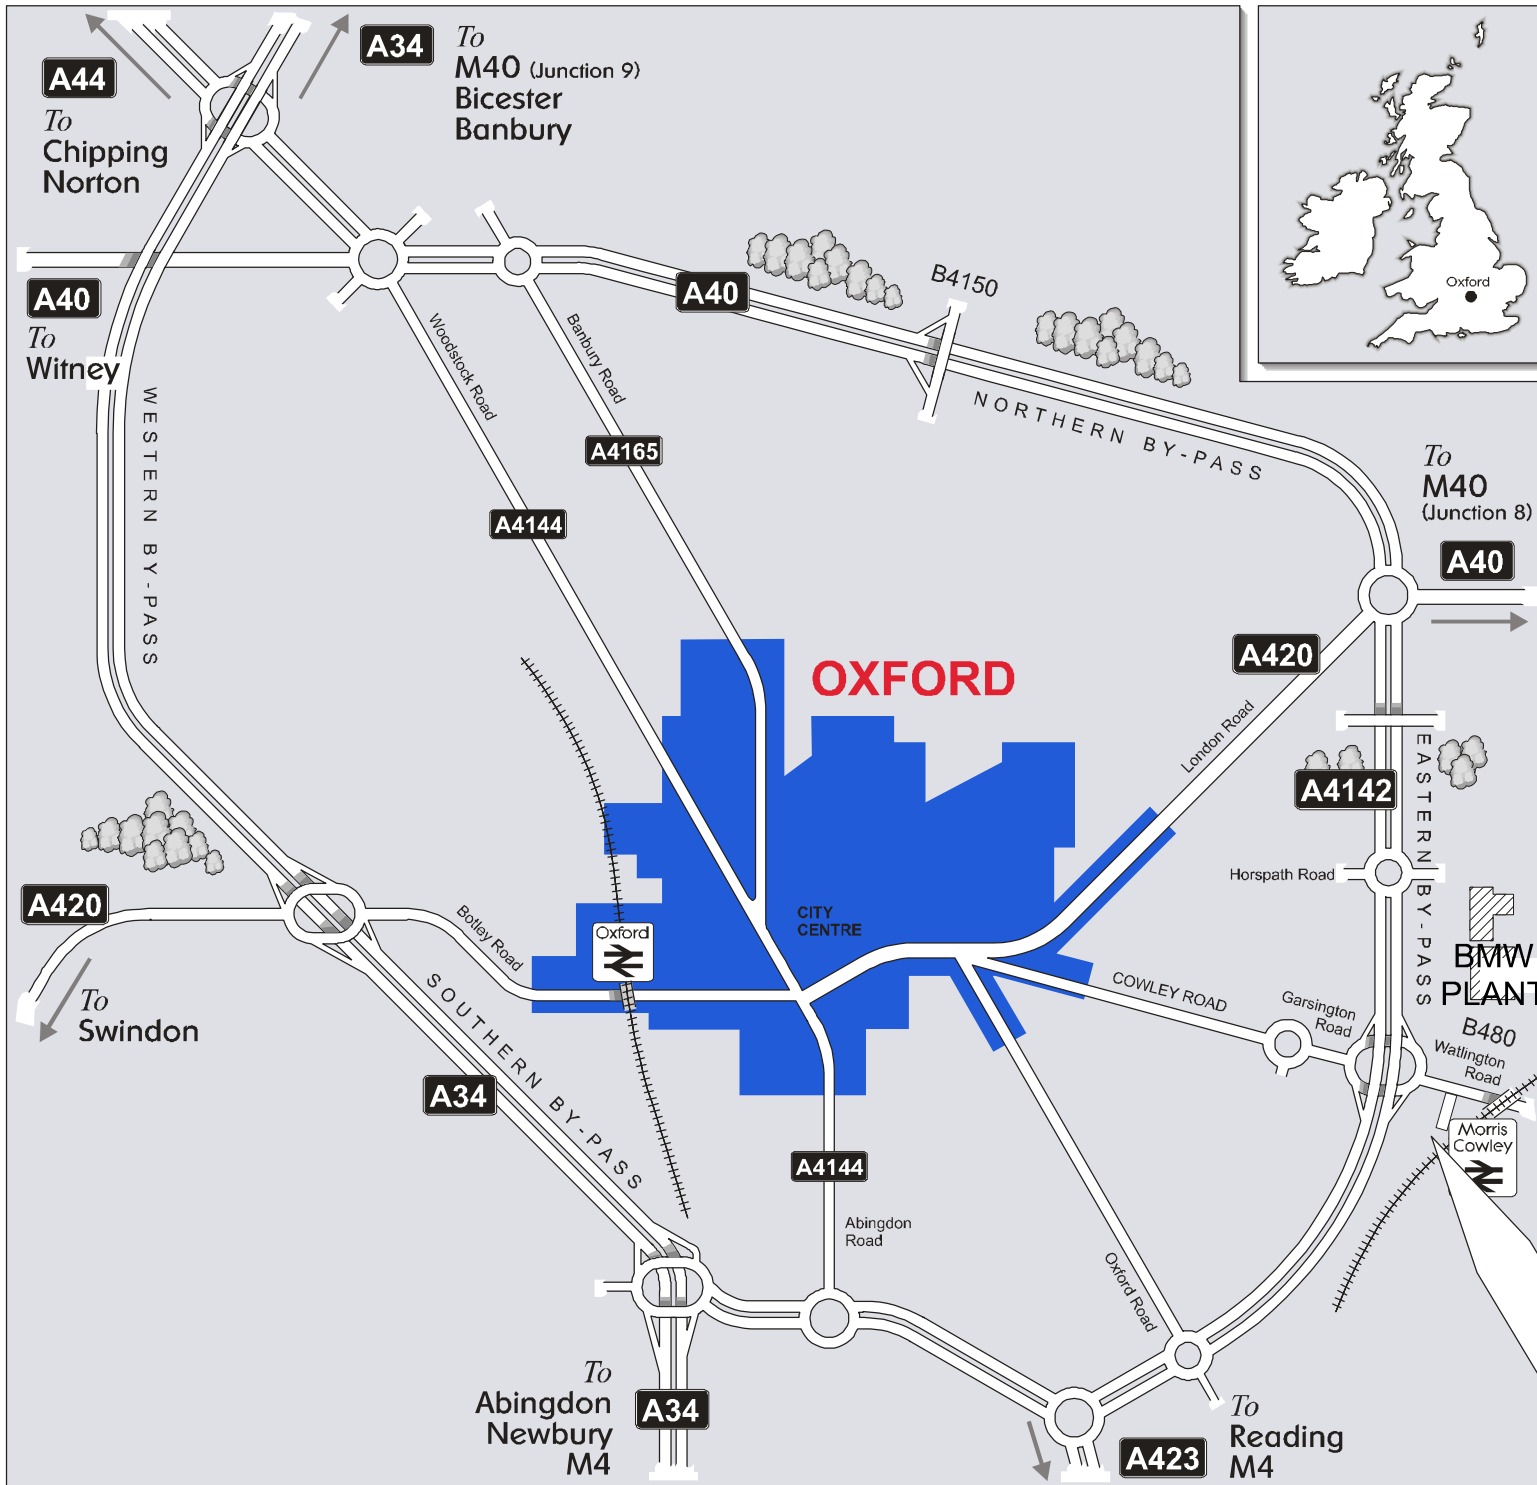 A44
To
Chipping
Norton
A34
To
M40 (Junction 9)
Bicester
Banbury
A40
To
Witney
A40
B4150
Oxford
Woodstock Road
Banbury Road
A4165
A4144
WESTERN BY-PASS
NORTHERN BY-PASS
To
M40
(Junction 8)
A40
A420
OXFORD
London Road
A4142
EASTERN BY-PASS
Horspath Road
A420
To
Swindon
Botley Road
Oxford
CITY
CENTRE
BMW
PLANT
COWLEY ROAD
Garsington
Road
B480
Watlington
Road
Morris
Cowley
SOUTHERN BY-PASS
A34
A4144
Abingdon
Road
Oxford Road
To
Abingdon
Newbury
M4
A34
A423
To
Reading
M4